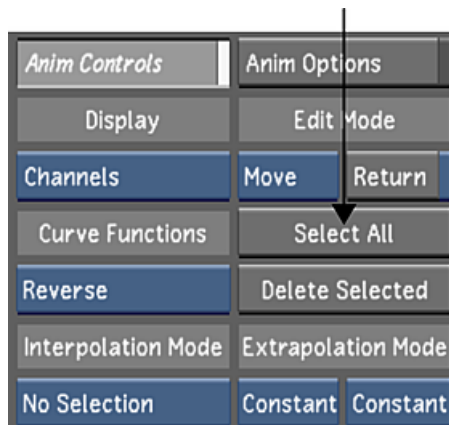 Anim Controls Anim Options
Display Edit Mode
Channels Move Return
Curve Functions Select All
Reverse Delete Selected
Interpolation Mode Extrapolation Mode
No Selection Constant Constant